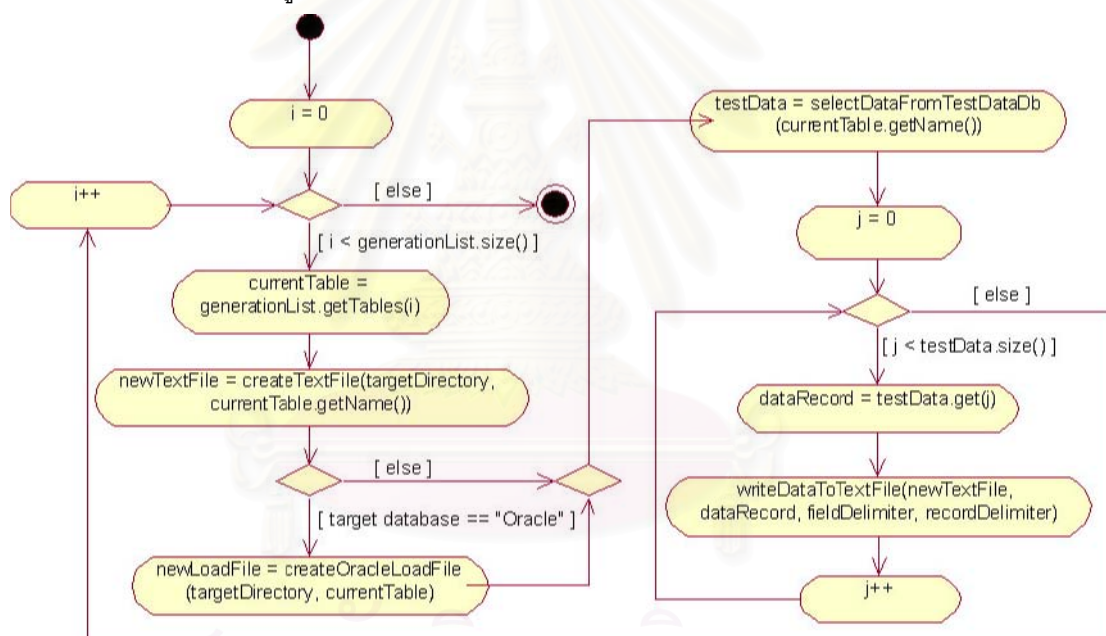 i = 0
i++
[ else ]
[ i < generationList.size() ]
currentTable =
generationList.getTables(i)
newTextFile = createTextFile(targetDirectory,
currentTable.getName())
[ else ]
[ target database == "Oracle" ]
newLoadFile = createOracleLoadFile
(targetDirectory, currentTable)
testData = selectDataFromTestDataDb
(currentTable.getName())
j = 0
[ else ]
[ j < testData.size() ]
dataRecord = testData.get(j)
writeDataToTextFile(newTextFile,
dataRecord, fieldDelimiter, recordDelimiter)
j++